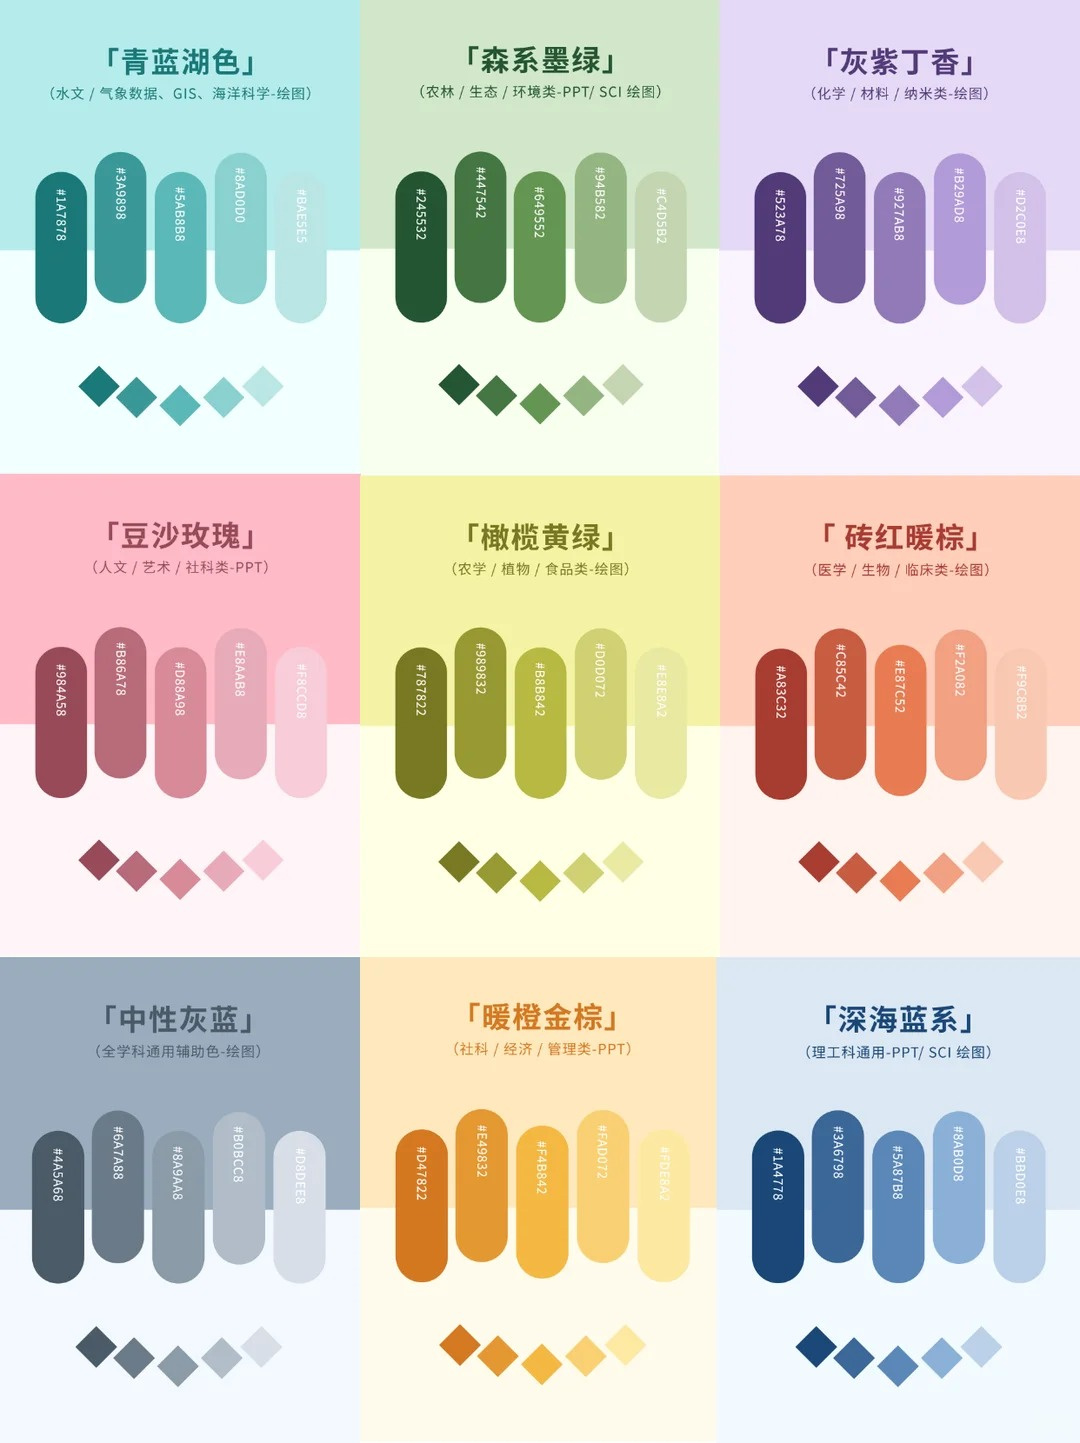 「青蓝湖色」
（水文 / 气象数据、GIS、海洋科学-绘图）
#1A7878
#3A9898
#5AB8B8
#8AD0D0
#BAE5E5
「森系墨绿」
（农林 / 生态 / 环境类-PPT/ SCI 绘图）
#245532
#447542
#649552
#94B582
#C4D5B2
「灰紫丁香」
（化学 / 材料 / 纳米类-绘图）
#523A78
#725A98
#927AB8
#B29AD8
#D2C0E8
「豆沙玫瑰」
（人文 / 艺术 / 社科类-PPT）
#984A58
#B86A78
#D88A98
#E8AAB8
#F8CCD8
「橄榄黄绿」
（农学 / 植物 / 食品类-绘图）
#787822
#989832
#B8B842
#D0D072
#E8E8A2
「 砖红暖棕」
（医学 / 生物 / 临床类-绘图）
#A83C32
#C85C42
#E87C52
#F2A082
#F9C8B2
「中性灰蓝」
（全学科通用辅助色-绘图）
#4A5A68
#6A7A88
#8A9AA8
#B0BCC8
#D8DEE8
「暖橙金棕」
（社科 / 经济 / 管理类-PPT）
#D47822
#E49832
#F4B842
#FAD072
#FDE8A2
「深海蓝系」
（理工科通用-PPT/ SCI 绘图）
#1A4778
#3A6798
#5A87B8
#8AB0D8
#BBD0E8